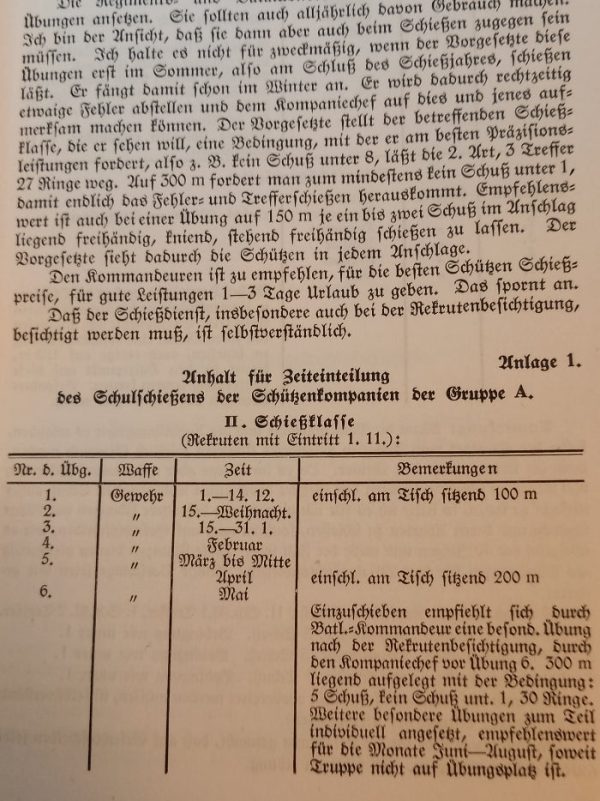 Die Regiments- und
Übungen ansetzen. Sie sollten auch alljährlich davon Gebrauch machen.
Ich bin der Ansicht, daß sie dann aber auch beim Schießen zugegen sein
müssen. Ich halte es nicht für zweckmäßig, wenn der Vorgesetzte diese
Übungen erst im Sommer, also am Schluß des Schießjahres, schießen
läßt. Er fängt damit schon im Winter an. Er wird dadurch rechtzeitig
etwaige Fehler abstellen und dem Kompaniechef auf dies und jenes auf-
merksam machen können. Der Vorgesetzte stellt der betreffenden Schieß-
klasse, die er sehen will, eine Bedingung, mit der er am besten Präzisions-
leistungen fordert, also z. B. kein Schuß unter 8, läßt die 2. Art, 3 Treffer
27 Ringe weg. Auf 300 m fordert man zum mindesten kein Schuß unter 1,
damit endlich das Fehler- und Trefferschießen herauskommt. Empfehlens-
wert ist auch bei einer Übung auf 150 m je ein bis zwei Schuß im Anschlag
liegend freihändig, kniend, stehend freihändig schießen zu lassen. Der
Vorgesetzte sieht dadurch die Schützen in jedem Anschlage.
Den Kommandeuren ist zu empfehlen, für die besten Schützen Schieß-
preise, für gute Leistungen 1—3 Tage Urlaub zu geben. Das spornt an.
Daß der Schießdienst, insbesondere auch bei der Rekrutenbesichtigung,
besichtigt werden muß, ist selbstverständlich.
Anlage 1.
Anhalt für Zeiteinteilung
des Schulschießens der Schützenkompanien der Gruppe A.
II. Schießklasse
(Rekruten mit Eintritt 1. 11.):
Nr. d. Übg. Waffe Zeit Bemerkungen
1. Gewehr 1.—14. 12. einschl. am Tisch sitzend 100 m
2. " 15.—Weihnacht.
3. " 15.—31. 1.
4. " Februar
5. " März bis Mitte
April einschl. am Tisch sitzend 200 m
6. " Mai
Einzuschieben empfiehlt sich durch
Batl.-Kommandeur eine besond. Übung
nach der Rekrutenbesichtigung, durch
den Kompaniechef vor Übung 6. 300 m
liegend aufgelegt mit der Bedingung:
5 Schuß, kein Schuß unt. 1, 30 Ringe.
Weitere besondere Übungen zum Teil
individuell angesetzt, empfehlenswert
für die Monate Juni—August, soweit
Truppe nicht auf Übungsplatz ist.